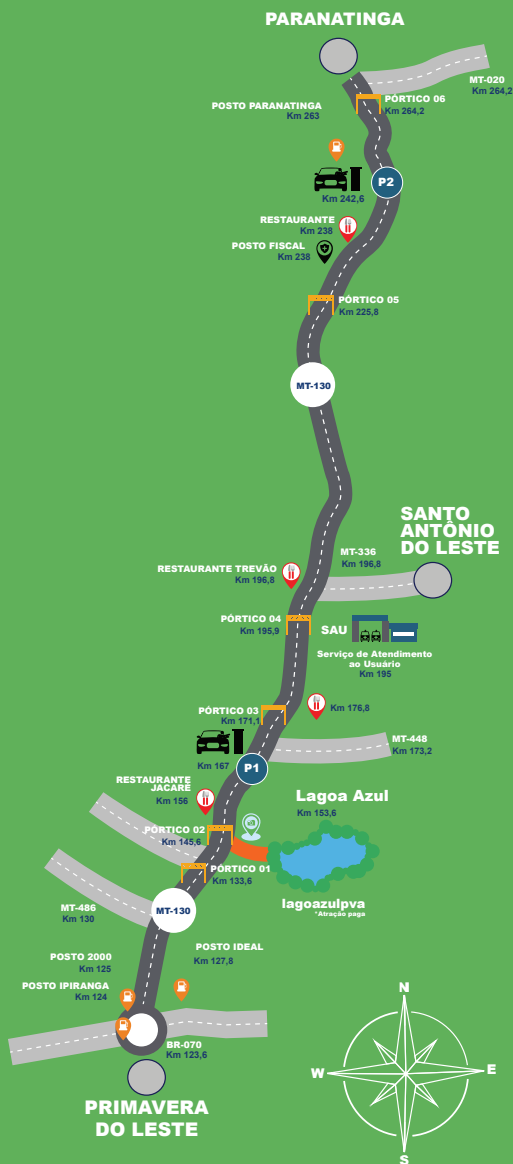 PARANATINGA
MT-020
Km 264,2
PÓRTICO 06
Km 264,2
POSTO PARANATINGA
Km 263
P2
Km 242,6
RESTAURANTE
Km 238
POSTO FISCAL
Km 238
PÓRTICO 05
Km 225,8
MT-130
SANTO
ANTÔNIO
DO LESTE
MT-336
Km 196,8
RESTAURANTE TREVÃO
Km 196,8
PÓRTICO 04
Km 195,9
SAU
Serviço de Atendimento
ao Usuário
Km 195
PÓRTICO 03
Km 171,1
Km 176,8
MT-448
Km 173,2
Km 167
P1
RESTAURANTE
JACARÉ
Km 156
Lagoa Azul
Km 153,6
PÓRTICO 02
Km 145,6
PÓRTICO 01
Km 133,6
lagoazulpva
*Atração paga
MT-486
Km 130
MT-130
POSTO IDEAL
Km 127,8
POSTO 2000
Km 125
POSTO IPIRANGA
Km 124
BR-070
Km 123,6
PRIMAVERA
DO LESTE
N
W
E
S